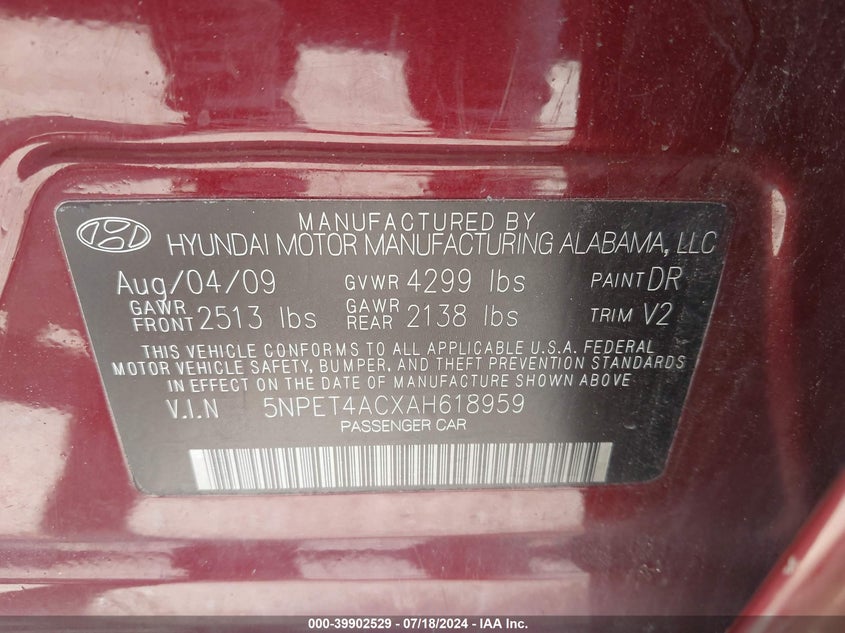 MANUFACTURED BY
HYUNDAI MOTOR MANUFACTURING ALABAMA, LLC
Aug/04/09 GVWR 4299 lbs PAINT DR
GAWR FRONT 2513 lbs GAWR REAR 2138 lbs TRIM V2
THIS VEHICLE CONFORMS TO ALL APPLICABLE U.S.A. FEDERAL
MOTOR VEHICLE SAFETY, BUMPER, AND THEFT PREVENTION STANDARDS
IN EFFECT ON THE DATE OF MANUFACTURE SHOWN ABOVE
V.I.N 5NPET4ACXAH618959
PASSENGER CAR
000-39902529 - 07/18/2024 - IAA Inc.